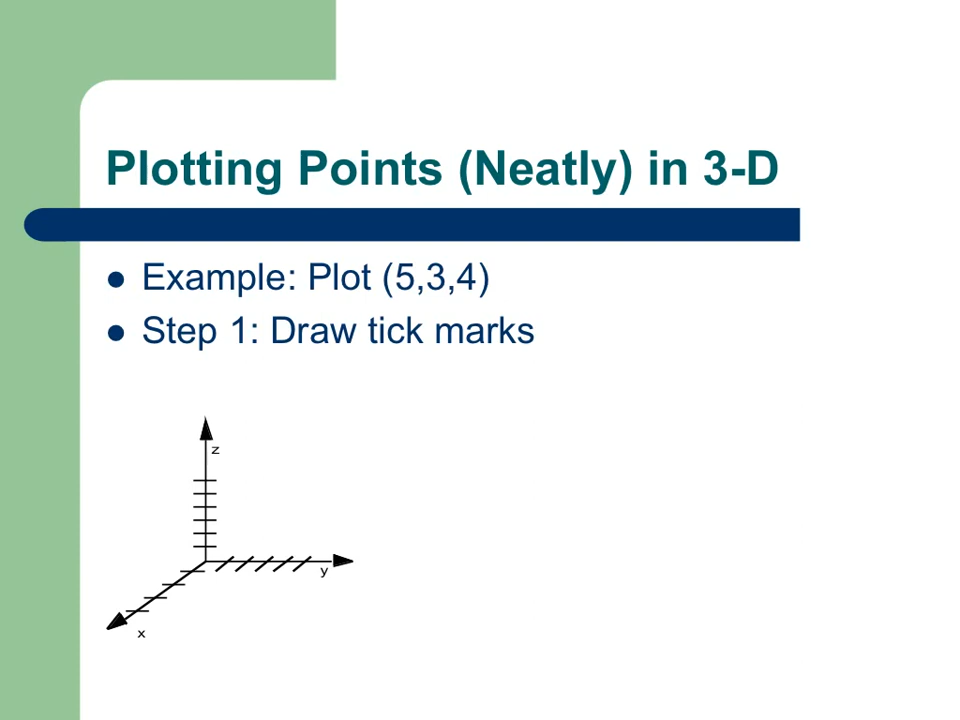 Plotting Points (Neatly) in 3-D
Example: Plot (5,3,4)
Step 1: Draw tick marks
z
y
x